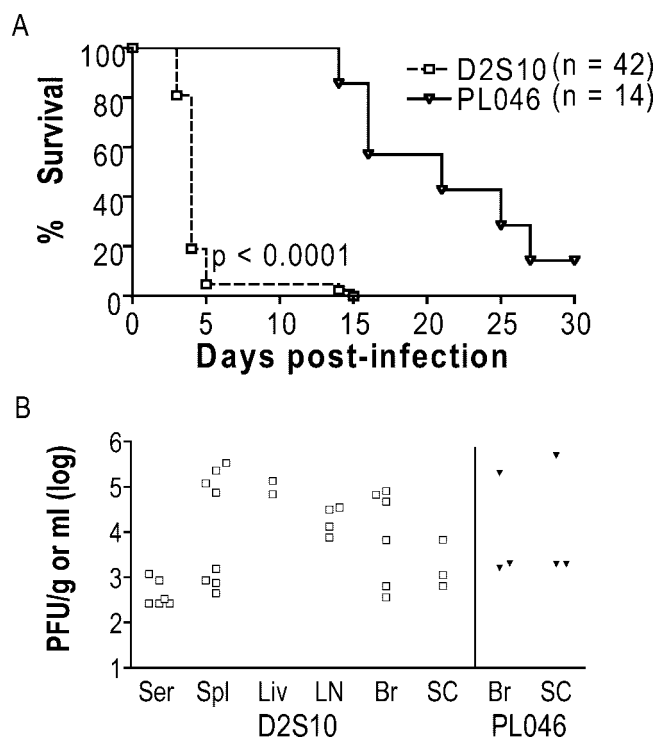 A
100
80
60
40
20
0
% Survival
D2S10 (n = 42)
PL046 (n = 14)
p < 0.0001
0 5 10 15 20 25 30
Days post-infection
B
6
5
4
3
2
1
PFU/g or ml (log)
Ser Spl Liv LN Br SC Br SC
D2S10 PL046